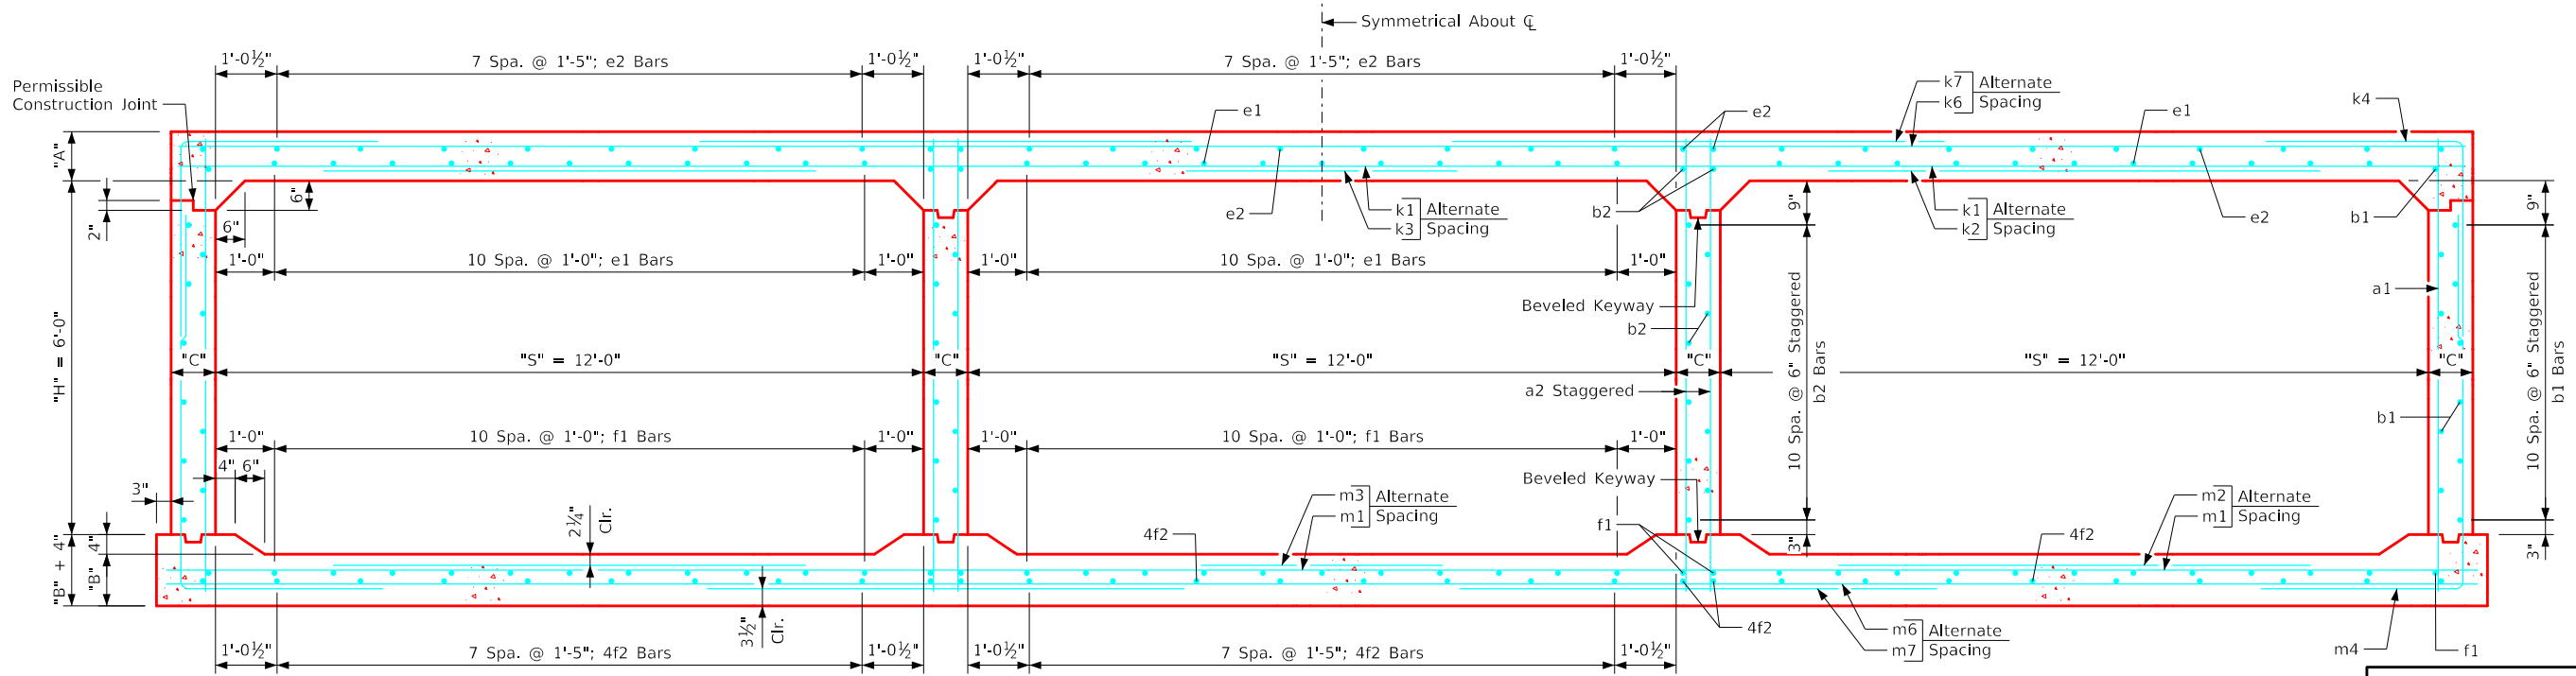 Symmetrical About ℄
1'-0½" 7 Spa. @ 1'-5"; e2 Bars 1'-0½" 1'-0½" 7 Spa. @ 1'-5"; e2 Bars 1'-0½"
Permissible
Construction Joint
k7 Alternate
k6 Spacing
e1
e2
e1
k4
"A"
6"
2"
6"
e2
k1 Alternate
k3 Spacing
b2
9"
k1 Alternate
k2 Spacing
e2
b1
9"
1'-0" 10 Spa. @ 1'-0"; e1 Bars 1'-0" 1'-0" 10 Spa. @ 1'-0"; e1 Bars 1'-0"
Beveled Keyway
b2
a1
"H" = 6'-0"
"C" "S" = 12'-0" "C" "S" = 12'-0" "C" "S" = 12'-0" "C"
a2 Staggered
10 Spa. @ 6" Staggered
b2 Bars
10 Spa. @ 6" Staggered
b1 Bars
b1
1'-0" 10 Spa. @ 1'-0"; f1 Bars 1'-0" 1'-0" 10 Spa. @ 1'-0"; f1 Bars 1'-0"
4" 6"
3"
Beveled Keyway
2¼"
Clr.
m3 Alternate
m1 Spacing
m2 Alternate
m1 Spacing
4f2
f1
3"
4f2
3"
"B" + 4"
"B" 4"
3½"
Clr.
4f2
m6 Alternate
m7 Spacing
m4
f1
1'-0½" 7 Spa. @ 1'-5"; 4f2 Bars 1'-0½" 1'-0½" 7 Spa. @ 1'-5"; 4f2 Bars 1'-0½"